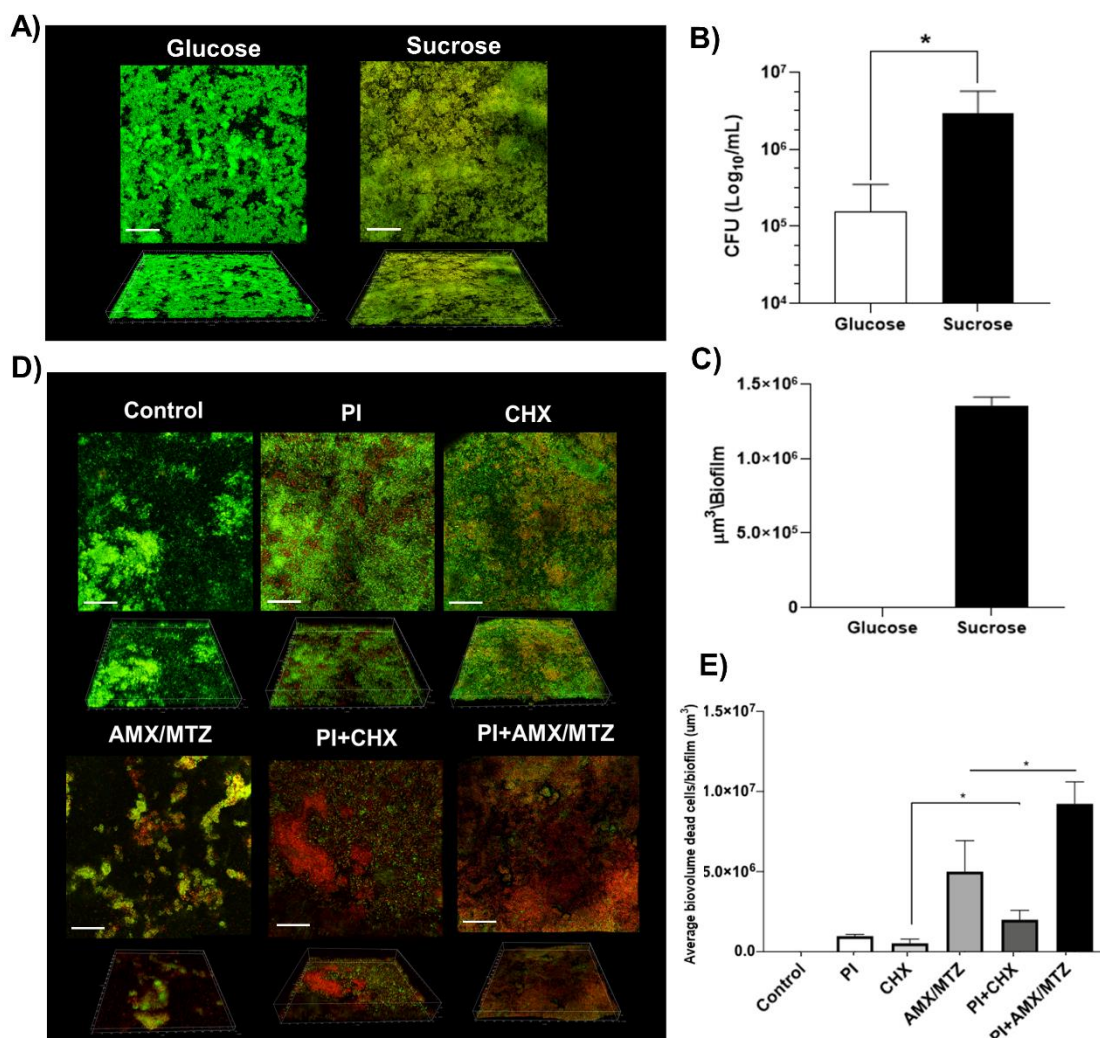 A)
Glucose
Sucrose
B)
*
CFU (Log₁₀/mL)
10⁷
10⁶
10⁵
10⁴
Glucose
Sucrose
C)
µm³\Biofilm
1.5×10⁶
1.0×10⁶
5.0×10⁵
0
Glucose
Sucrose
D)
Control
PI
CHX
AMX/MTZ
PI+CHX
PI+AMX/MTZ
E)
Average biovolume dead cells/biofilm (um³)
1.5×10⁷
1.0×10⁷
5.0×10⁶
0.0
*
*
Control
PI
CHX
AMX/MTZ
PI+CHX
PI+AMX/MTZ